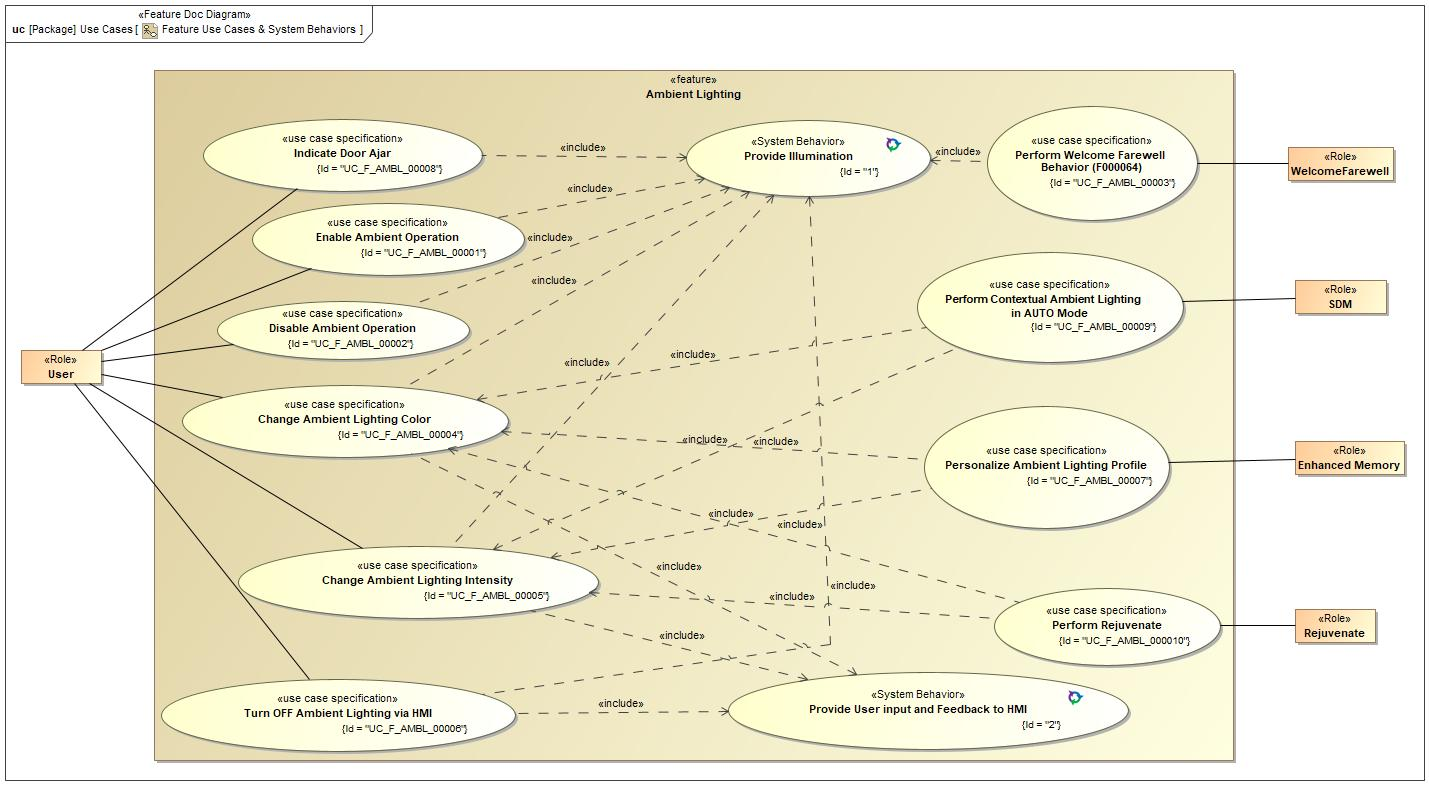 «Feature Doc Diagram»
uc [Package] Use Cases [ Feature Use Cases & System Behaviors ]
«feature»
Ambient Lighting
«use case specification»
Indicate Door Ajar
{Id = "UC_F_AMBL_00008"}
«include»
«System Behavior»
Provide Illumination
{Id = "1"}
«include»
«use case specification»
Perform Welcome Farewell
Behavior (F000064)
{Id = "UC_F_AMBL_00003"}
«Role»
WelcomeFarewell
«include»
«use case specification»
Enable Ambient Operation
{Id = "UC_F_AMBL_00001"}
«include»
«include»
«use case specification»
Perform Contextual Ambient Lighting
in AUTO Mode
{Id = "UC_F_AMBL_00009"}
«Role»
SDM
«use case specification»
Disable Ambient Operation
{Id = "UC_F_AMBL_00002"}
«Role»
User
«include»
«include»
«use case specification»
Change Ambient Lighting Color
{Id = "UC_F_AMBL_00004"}
«include»
«include»
«use case specification»
Personalize Ambient Lighting Profile
{Id = "UC_F_AMBL_00007"}
«Role»
Enhanced Memory
«include»
«include»
«use case specification»
Change Ambient Lighting Intensity
{Id = "UC_F_AMBL_00005"}
«include»
«include»
«include»
«use case specification»
Perform Rejuvenate
{Id = "UC_F_AMBL_000010"}
«Role»
Rejuvenate
«include»
«use case specification»
Turn OFF Ambient Lighting via HMI
{Id = "UC_F_AMBL_00006"}
«include»
«System Behavior»
Provide User input and Feedback to HMI
{Id = "2"}